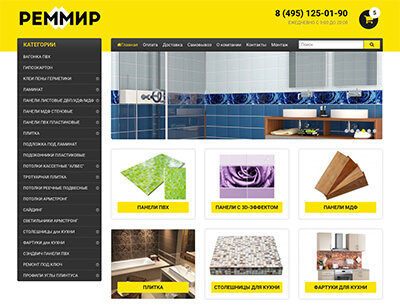 РЕММИР
8 (495) 125-01-90
ЕЖЕДНЕВНО С 9:00 ДО 20:00
5
КАТЕГОРИИ
Главная Оплата Доставка Самовывоз О компании Контакты Монтаж
ВАГОНКА ПВХ
ГИПСОКАРТОН
КЛЕИ ПЕНЫ ГЕРМЕТИКИ
ЛАМИНАТ
ПАНЕЛИ ЛИСТОВЫЕ ДВП/ХДФ/МДФ
ПАНЕЛИ МДФ СТЕНОВЫЕ
ПАНЕЛИ ПВХ ПЛАСТИКОВЫЕ
ПЛИТКА
ПОДЛОЖКА ПОД ЛАМИНАТ
ПОДОКОННИКИ ПЛАСТИКОВЫЕ
ПОТОЛКИ КАССЕТНЫЕ "АЛБЕС"
ТРОТУАРНАЯ ПЛИТКА
ПОТОЛКИ РЕЕЧНЫЕ ПОДВЕСНЫЕ
ПОТОЛКИ АРМСТРОНГ
САЙДИНГ
СВЕТИЛЬНИКИ АРМСТРОНГ
СТОЛЕШНИЦЫ для КУХНИ
ФАРТУКИ для КУХНИ
СЭНДВИЧ ПАНЕЛИ ПВХ
РЕМОНТ ПОД КЛЮЧ
ПРОФИЛИ УГЛЫ ПЛИНТУСА
ПАНЕЛИ ПВХ
ПАНЕЛИ С 3D-ЭФФЕКТОМ
ПАНЕЛИ МДФ
ПЛИТКА
СТОЛЕШНИЦЫ ДЛЯ КУХНИ
ФАРТУКИ ДЛЯ КУХНИ